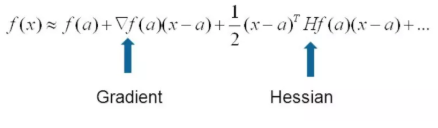 f(x) ≈ f(a) + ∇f(a)(x − a) + 1/2 (x − a)ᵀ Hf(a)(x − a) + ...
Gradient Hessian